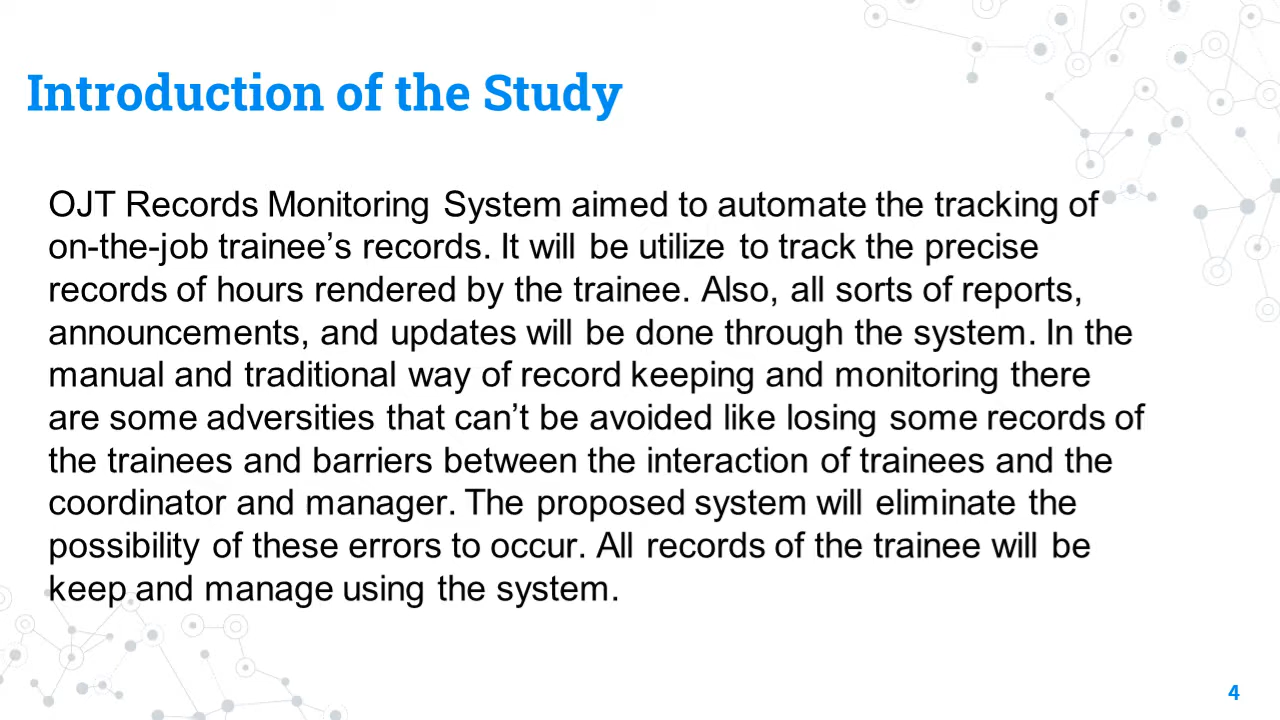 Introduction of the Study
OJT Records Monitoring System aimed to automate the tracking of
on-the-job trainee’s records. It will be utilize to track the precise
records of hours rendered by the trainee. Also, all sorts of reports,
announcements, and updates will be done through the system. In the
manual and traditional way of record keeping and monitoring there
are some adversities that can’t be avoided like losing some records of
the trainees and barriers between the interaction of trainees and the
coordinator and manager. The proposed system will eliminate the
possibility of these errors to occur. All records of the trainee will be
keep and manage using the system.
4